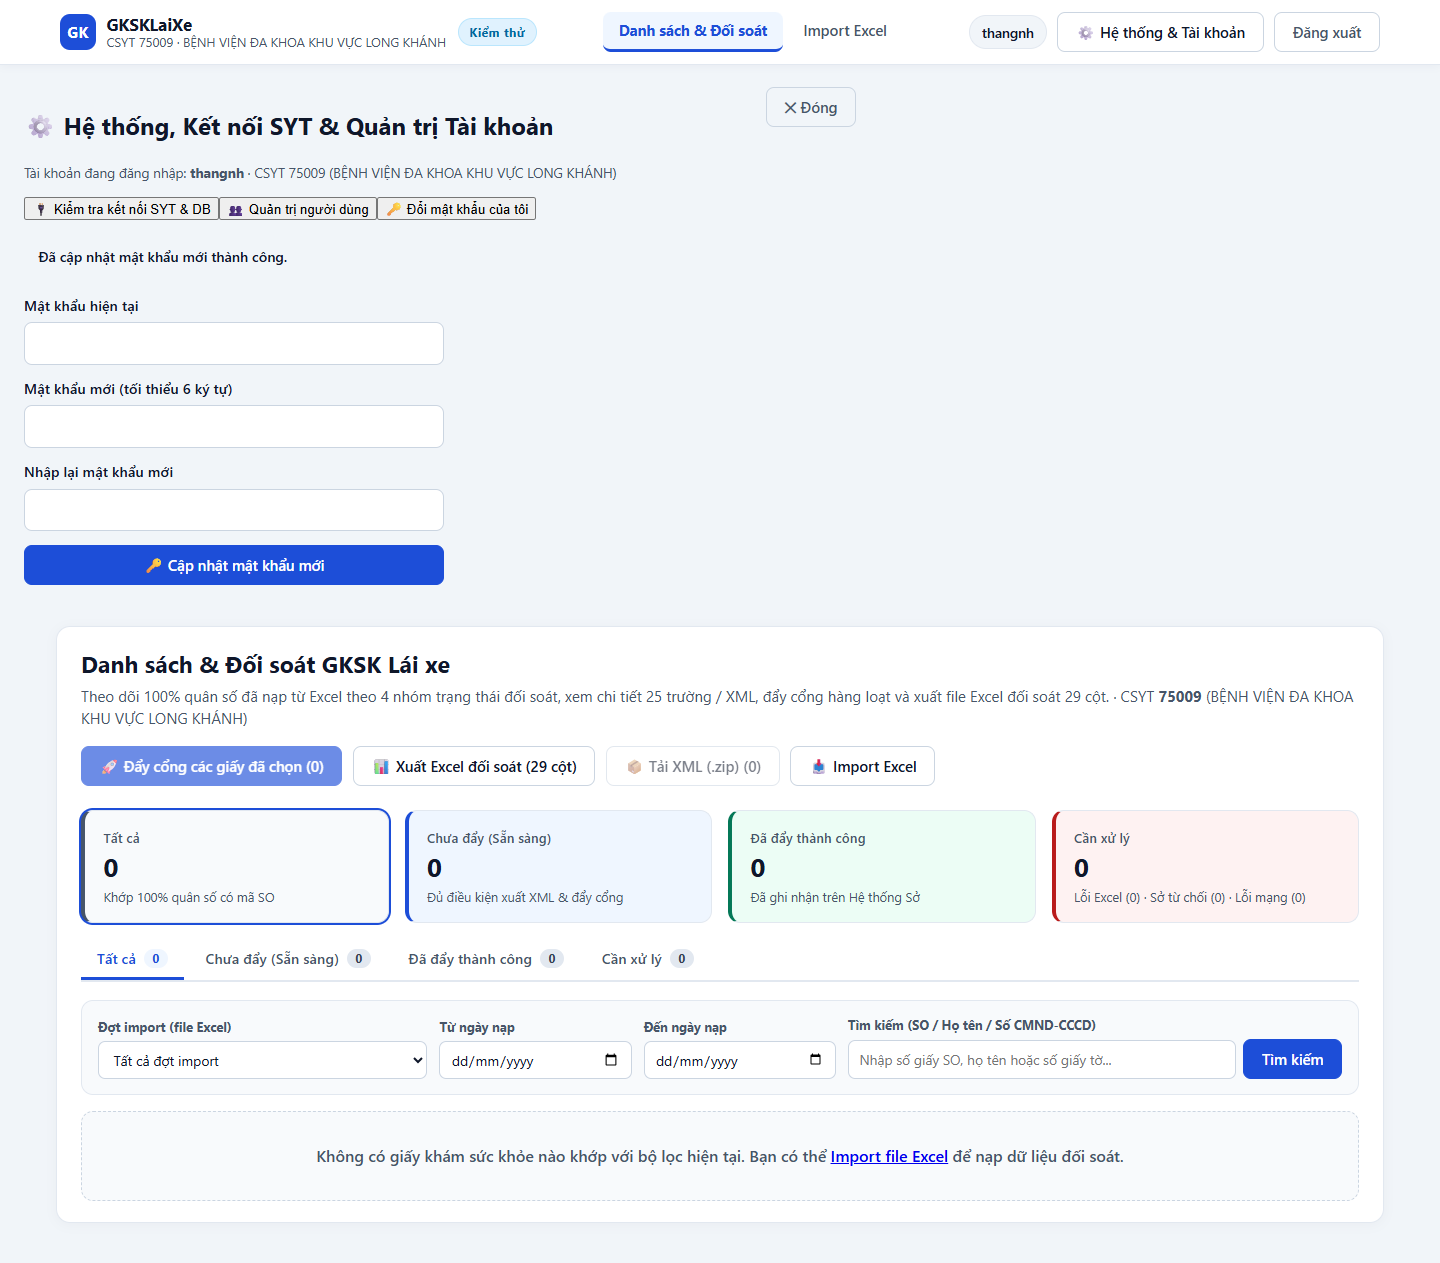 GK
GKSKLaiXe
CSYT 75009 · BỆNH VIỆN ĐA KHOA KHU VỰC LONG KHÁNH
Kiểm thử
Danh sách & Đối soát
Import Excel
thangnh
Hệ thống & Tài khoản
Đăng xuất
Hệ thống, Kết nối SYT & Quản trị Tài khoản
Đóng
Tài khoản đang đăng nhập: thangnh · CSYT 75009 (BỆNH VIỆN ĐA KHOA KHU VỰC LONG KHÁNH)
Kiểm tra kết nối SYT & DB
Quản trị người dùng
Đổi mật khẩu của tôi
Đã cập nhật mật khẩu mới thành công.
Mật khẩu hiện tại
Mật khẩu mới (tối thiểu 6 ký tự)
Nhập lại mật khẩu mới
Cập nhật mật khẩu mới
Danh sách & Đối soát GKSK Lái xe
Theo dõi 100% quân số đã nạp từ Excel theo 4 nhóm trạng thái đối soát, xem chi tiết 25 trường / XML, đẩy cổng hàng loạt và xuất file Excel đối soát 29 cột. · CSYT 75009 (BỆNH VIỆN ĐA KHOA
KHU VỰC LONG KHÁNH)
Đẩy cổng các giấy đã chọn (0)
Xuất Excel đối soát (29 cột)
Tải XML (.zip) (0)
Import Excel
Tất cả
0
Khớp 100% quân số có mã SO
Chưa đẩy (Sẵn sàng)
0
Đủ điều kiện xuất XML & đẩy cổng
Đã đẩy thành công
0
Đã ghi nhận trên Hệ thống Sở
Cần xử lý
0
Lỗi Excel (0) · Sở từ chối (0) · Lỗi mạng (0)
Tất cả 0
Chưa đẩy (Sẵn sàng) 0
Đã đẩy thành công 0
Cần xử lý 0
Đợt import (file Excel)
Từ ngày nạp
Đến ngày nạp
Tìm kiếm (SO / Họ tên / Số CMND-CCCD)
Tất cả đợt import
dd/mm/yyyy
dd/mm/yyyy
Nhập số giấy SO, họ tên hoặc số giấy tờ...
Tìm kiếm
Không có giấy khám sức khỏe nào khớp với bộ lọc hiện tại. Bạn có thể Import file Excel để nạp dữ liệu đối soát.